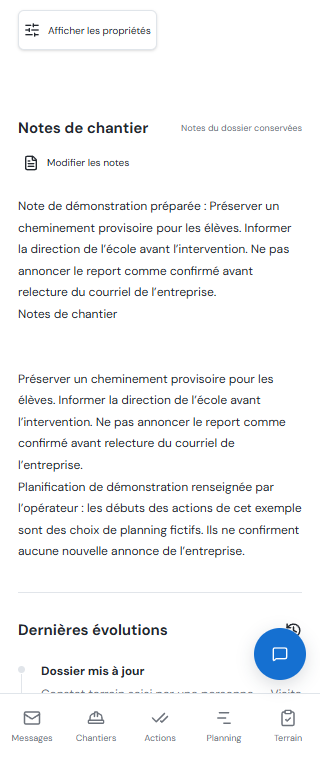 Afficher les propriétés
Notes de chantier
Notes du dossier conservées
Modifier les notes
Note de démonstration préparée : Préserver un
cheminement provisoire pour les élèves. Informer
la direction de l'école avant l'intervention. Ne pas
annoncer le report comme confirmé avant
relecture du courriel de l'entreprise.
Notes de chantier
Préserver un cheminement provisoire pour les
élèves. Informer la direction de l'école avant
l'intervention. Ne pas annoncer le report comme
confirmé avant relecture du courriel de
l'entreprise.
Planification de démonstration renseignée par
l'opérateur : les débuts des actions de cet exemple
sont des choix de planning fictifs. Ils ne confirment
aucune nouvelle annonce de l'entreprise.
Dernières évolutions
Dossier mis à jour
Messages
Chantiers
Actions
Planning
Terrain